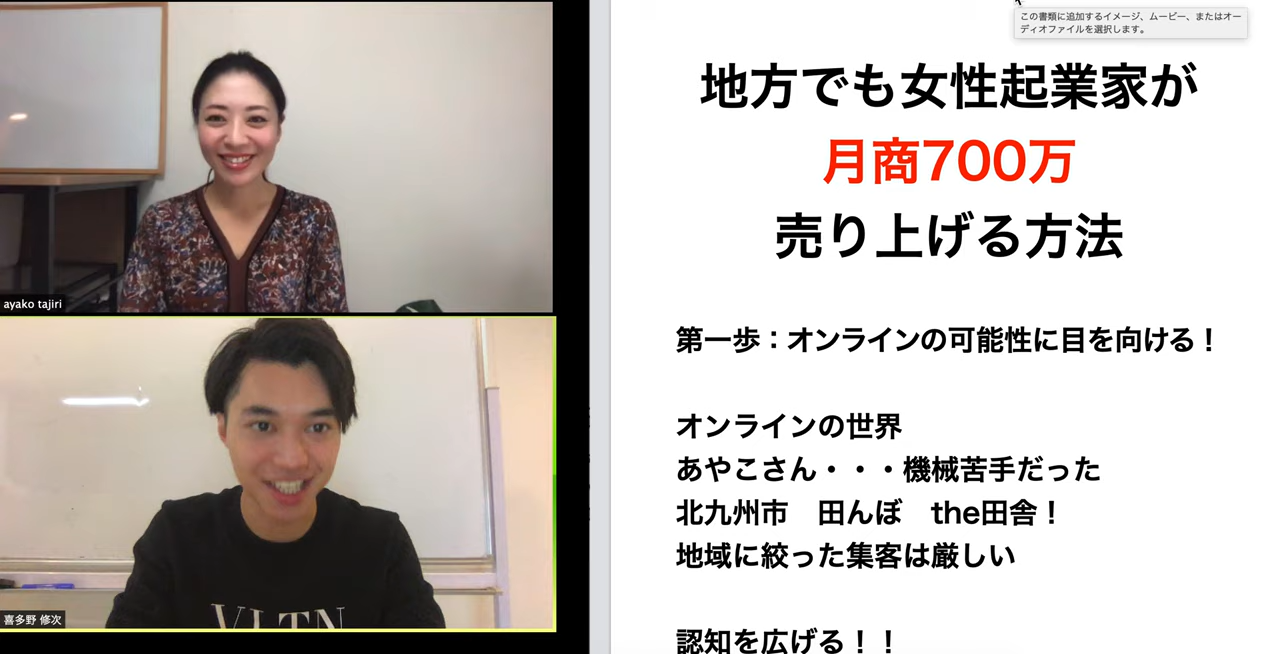 ayako tajiri
喜多野 修次
この書類に追加するイメージ、ムービー、またはオー
ディオファイルを選択します。
地方でも女性起業家が
月商700万
売り上げる方法
第一歩：オンラインの可能性に目を向ける！
オンラインの世界
あやこさん・・・機械苦手だった
北九州市　田んぼ　the田舎！
地域に絞った集客は厳しい
認知を広げる！！